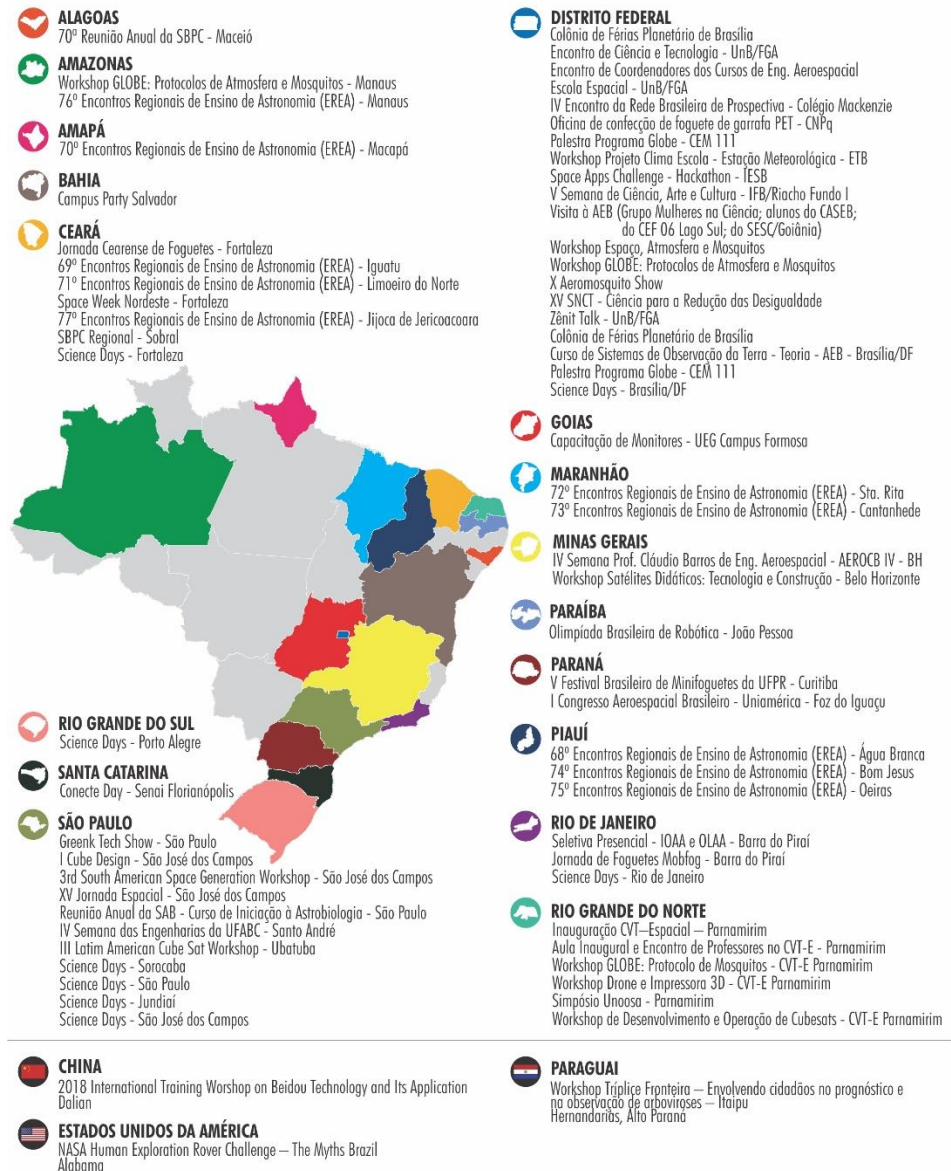 ALAGOAS
70ª Reunião Anual da SBPC - Maceió
AMAZONAS
Workshop GLOBE: Protocolos de Atmosfera e Mosquitos - Manaus
76º Encontros Regionais de Ensino de Astronomia (EREA) - Manaus
AMAPÁ
70º Encontros Regionais de Ensino de Astronomia (EREA) - Macapá
BAHIA
Campus Party Salvador
CEARÁ
Jornada Cearense de Foguetes - Fortaleza
69º Encontros Regionais de Ensino de Astronomia (EREA) - Iguatu
71º Encontros Regionais de Ensino de Astronomia (EREA) - Limoeiro do Norte
Space Week Nordeste - Fortaleza
77º Encontros Regionais de Ensino de Astronomia (EREA) - Jijoca de Jericoacoara
SBPC Regional - Sobral
Science Days - Fortaleza
RIO GRANDE DO SUL
Science Days - Porto Alegre
SANTA CATARINA
Conecte Day - Senai Florianópolis
SÃO PAULO
Greenk Tech Show - São Paulo
I Cube Design - São José dos Campos
3rd South American Space Generation Workshop - São José dos Campos
XV Jornada Espacial - São José dos Campos
Reunião Anual da SAB - Curso de Iniciação à Astrobiologia - São Paulo
IV Semana das Engenharias da UFABC - Santo André
III Latin American Cube Sat Workshop - Ubatuba
Science Days - Sorocaba
Science Days - São Paulo
Science Days - Jundiaí
Science Days - São José dos Campos
DISTRITO FEDERAL
Colônia de Férias Planetário de Brasília
Encontro de Ciência e Tecnologia - UnB/FGA
Encontro de Coordenadores dos Cursos de Eng. Aeroespacial
Escola Espacial - UnB/FGA
IV Encontro da Rede Brasileira de Prospectiva - Colégio Mackenzie
Oficina de confecção de foguete de garrafa PET - CNPq
Palestra Programa Globe - CEM 111
Workshop Projeto Clima Escola - Estação Meteorológica - ETB
Space Apps Challenge - Hackathon - IESB
V Semana de Ciência, Arte e Cultura - IFB/Riacho Fundo I
Visita à AEB (Grupo Mulheres na Ciência; alunos do CASEB;
do CEF 06 Lago Sul; do SESC/Goiânia)
Workshop Espaço, Atmosfera e Mosquitos
Workshop GLOBE: Protocolos de Atmosfera e Mosquitos
X Aeromosquito Show
XV SNCT - Ciência para a Redução das Desigualdade
Zênit Talk - UnB/FGA
Colônia de Férias Planetário de Brasília
Curso de Sistemas de Observação da Terra - Teoria - AEB - Brasília/DF
Palestra Programa Globe - CEM 111
Science Days - Brasília/DF
GOIAS
Capacitação de Monitores - UEG Campus Formosa
MARANHÃO
72º Encontros Regionais de Ensino de Astronomia (EREA) - Sta. Rita
73º Encontros Regionais de Ensino de Astronomia (EREA) - Cantanhede
MINAS GERAIS
IV Semana Prof. Cláudio Barros de Eng. Aeroespacial - AEROCB IV - BH
Workshop Satélites Didáticos: Tecnologia e Construção - Belo Horizonte
PARAÍBA
Olimpíada Brasileira de Robótica - João Pessoa
PARANÁ
V Festival Brasileiro de Minifoguetes da UFPR - Curitiba
I Congresso Aeroespacial Brasileiro - Uniamérica - Foz do Iguaçu
PIAUÍ
68º Encontros Regionais de Ensino de Astronomia (EREA) - Água Branca
74º Encontros Regionais de Ensino de Astronomia (EREA) - Bom Jesus
75º Encontros Regionais de Ensino de Astronomia (EREA) - Oeiras
RIO DE JANEIRO
Seletiva Presencial - IOAA e OLAA - Barra do Piraí
Jornada de Foguetes Mobfog - Barra do Piraí
Science Days - Rio de Janeiro
RIO GRANDE DO NORTE
Inauguração CVT–Espacial – Parnamirim
Aula Inaugural e Encontro de Professores no CVT-E - Parnamirim
Workshop GLOBE: Protocolo de Mosquitos - CVT-E Parnamirim
Workshop Drone e Impressora 3D - CVT-E Parnamirim
Simpósio Unoosa - Parnamirim
Workshop de Desenvolvimento e Operação de Cubesats - CVT-E Parnamirim
CHINA
2018 International Training Worshop on Beidou Technology and Its Application
Dalian
ESTADOS UNIDOS DA AMÉRICA
NASA Human Exploration Rover Challenge – The Myths Brazil
Alabama
PARAGUAI
Workshop Tríplice Fronteira – Envolvendo cidadãos no prognóstico e
na observação de arboviroses – Itaipu
Hernandarias, Alto Paraná